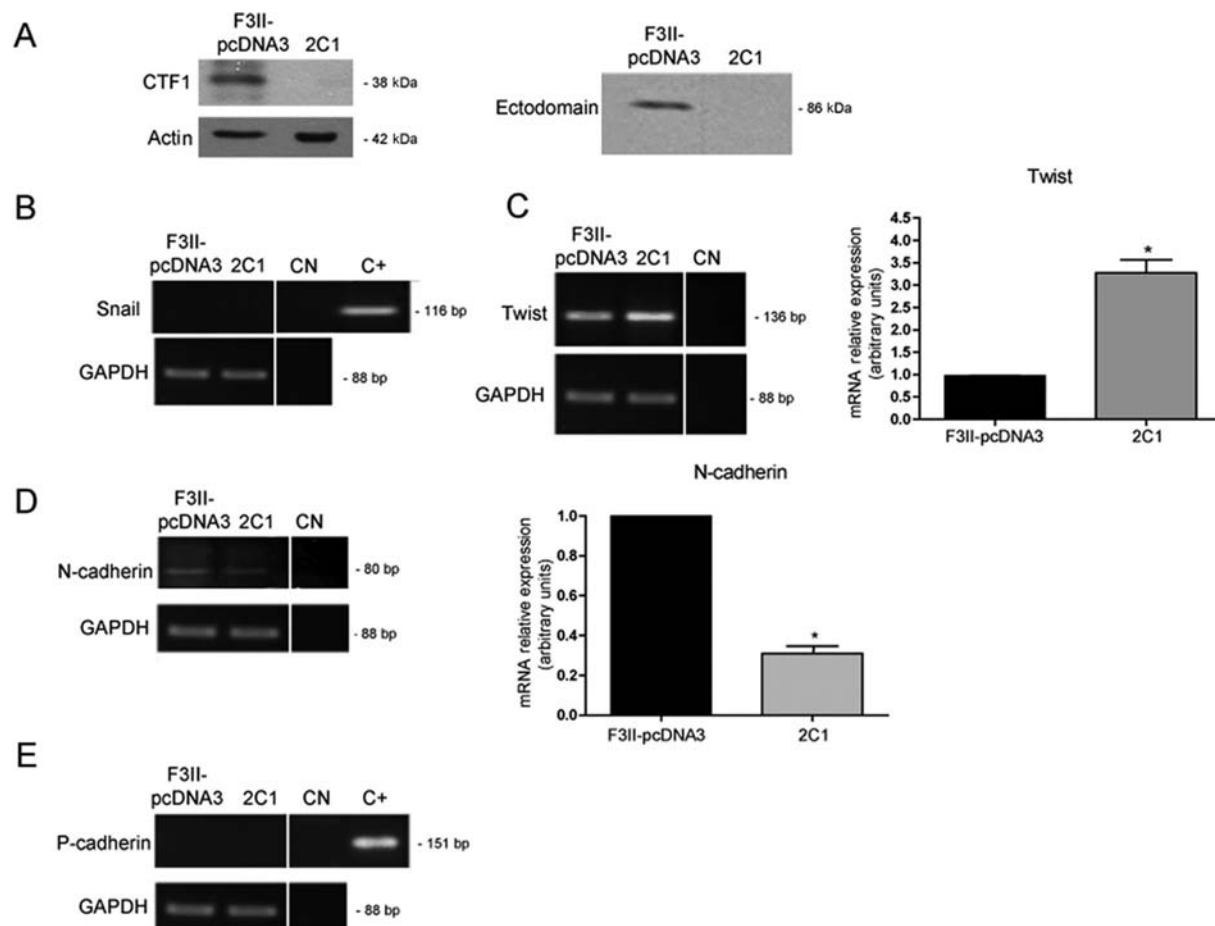 A
F3II-
pcDNA3 2C1
CTF1 - 38 kDa
Actin - 42 kDa
F3II-
pcDNA3 2C1
Ectodomain - 86 kDa
B
F3II-
pcDNA3 2C1 CN C+
Snail - 116 bp
GAPDH - 88 bp
C
F3II-
pcDNA3 2C1 CN
Twist - 136 bp
GAPDH - 88 bp
Twist
mRNA relative expression
(arbitrary units)
4.5
4.0
3.5
3.0
2.5
2.0
1.5
1.0
0.5
0.0
*
F3II-pcDNA3 2C1
D
F3II-
pcDNA3 2C1 CN
N-cadherin - 80 bp
GAPDH - 88 bp
N-cadherin
mRNA relative expression
(arbitrary units)
1.0
0.8
0.6
0.4
0.2
0.0
*
F3II-pcDNA3 2C1
E
F3II-
pcDNA3 2C1 CN C+
P-cadherin - 151 bp
GAPDH - 88 bp